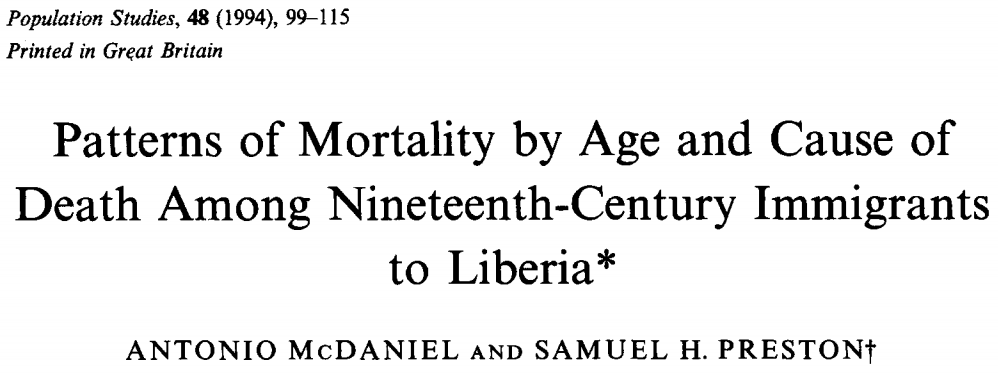 Population Studies, 48 (1994), 99–115
Printed in Great Britain
Patterns of Mortality by Age and Cause of
Death Among Nineteenth-Century Immigrants
to Liberia*
ANTONIO McDANIEL AND SAMUEL H. PRESTON†